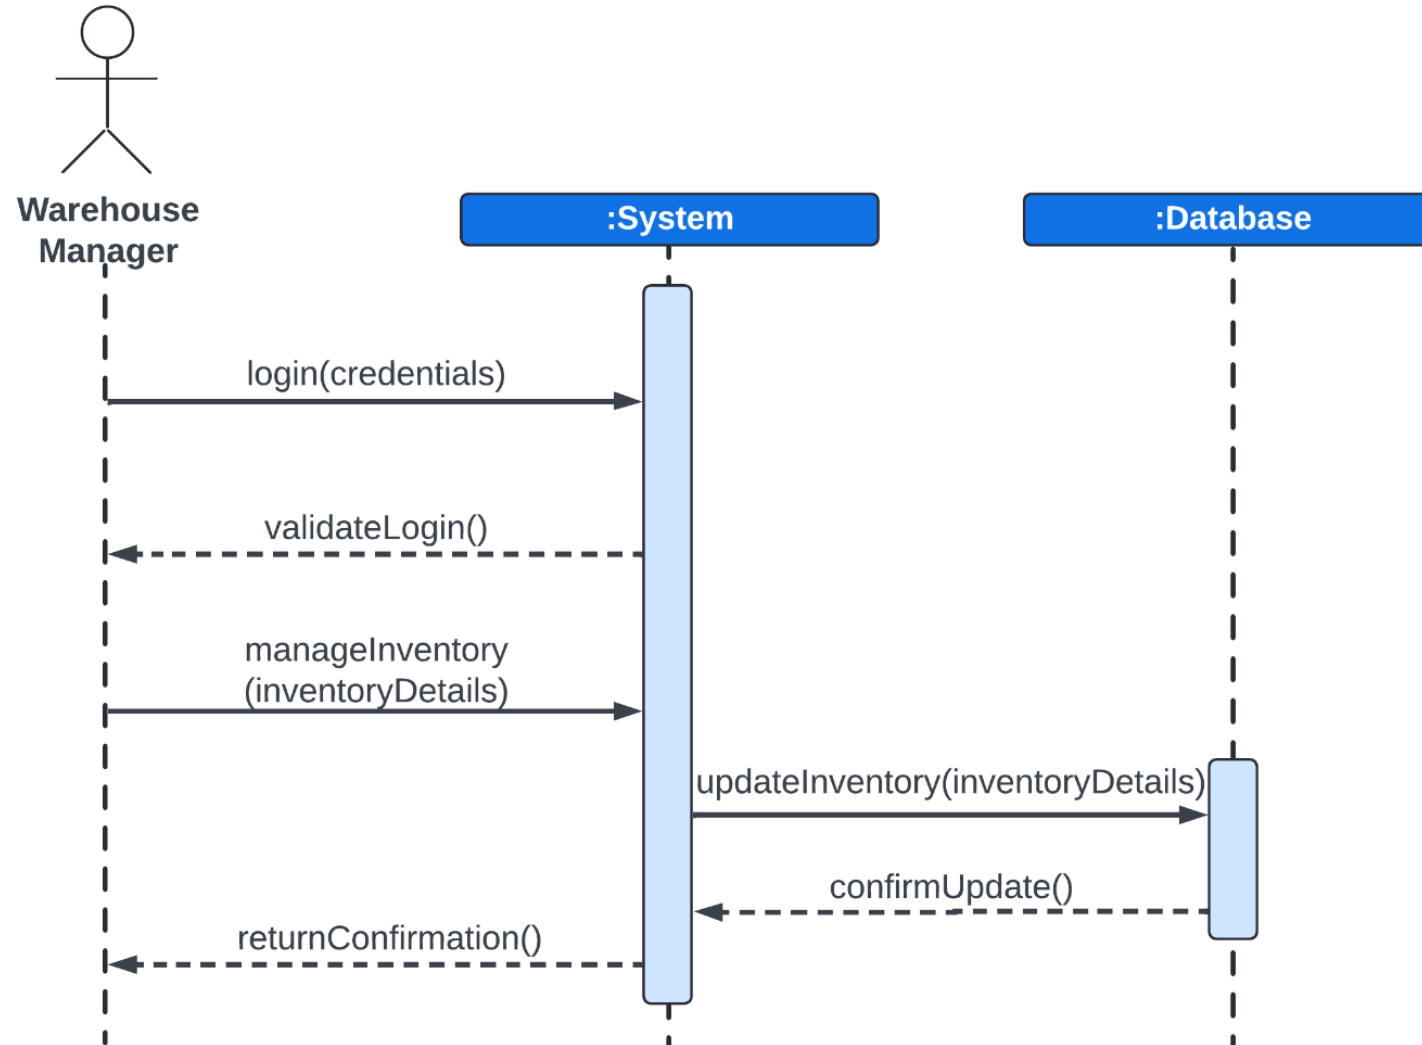 Warehouse
Manager
:System
:Database
login(credentials)
validateLogin()
manageInventory
(inventoryDetails)
updateInventory(inventoryDetails)
confirmUpdate()
returnConfirmation()